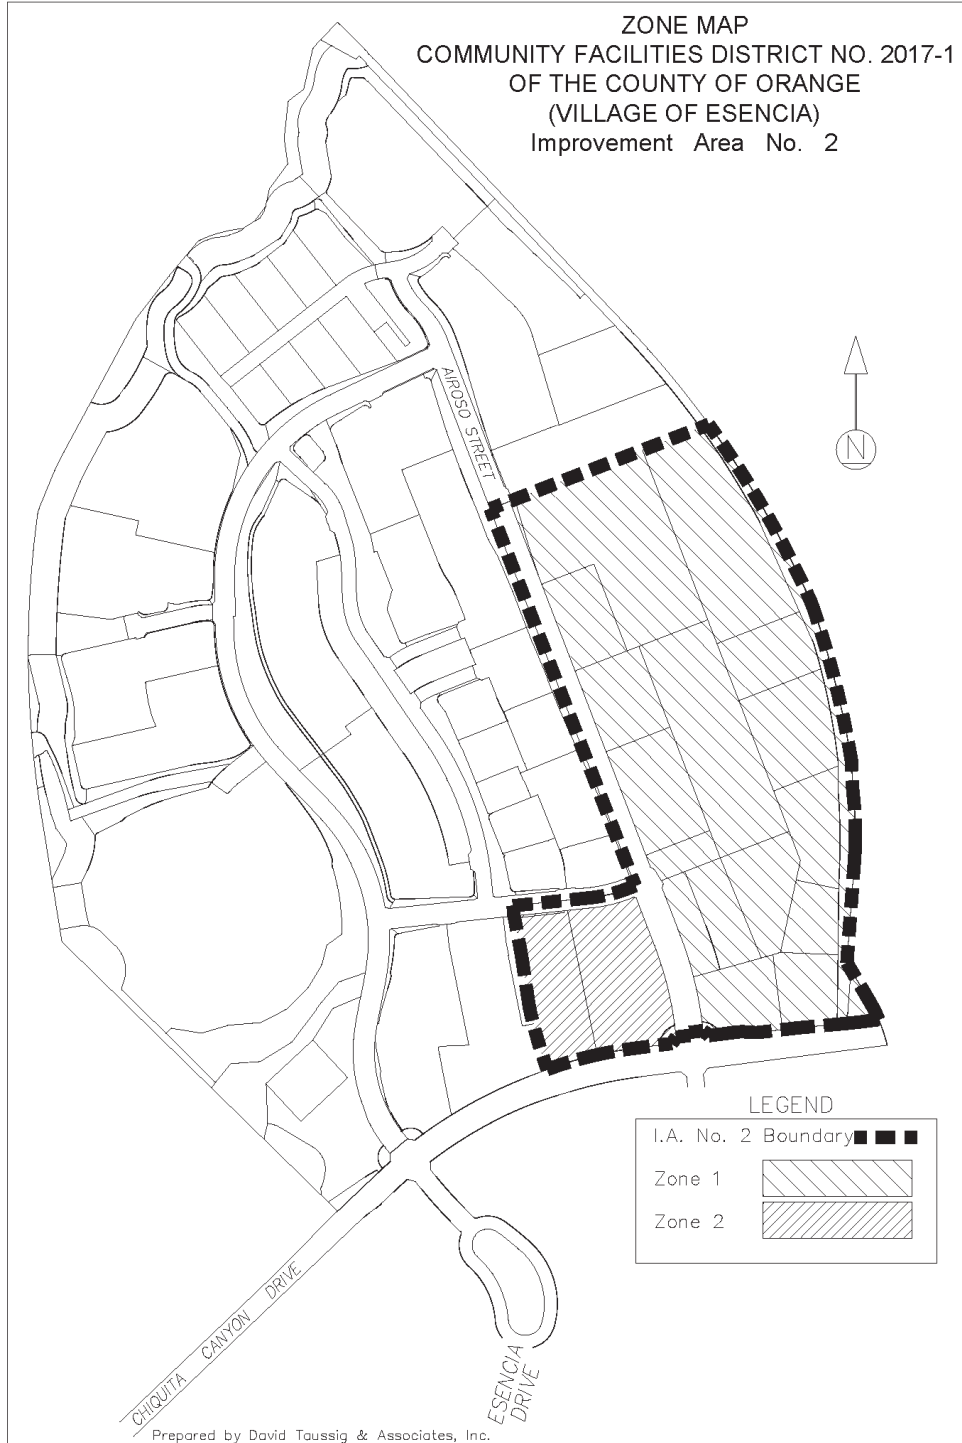 ZONE MAP
COMMUNITY FACILITIES DISTRICT NO. 2017-1
OF THE COUNTY OF ORANGE
(VILLAGE OF ESENCIA)
Improvement Area No. 2
AIROSO STREET
N
LEGEND
I.A. No. 2 Boundary
Zone 1
Zone 2
CHIQUITA CANYON DRIVE
ESENCIA
DRIVE
Prepared by David Taussig & Associates, Inc.